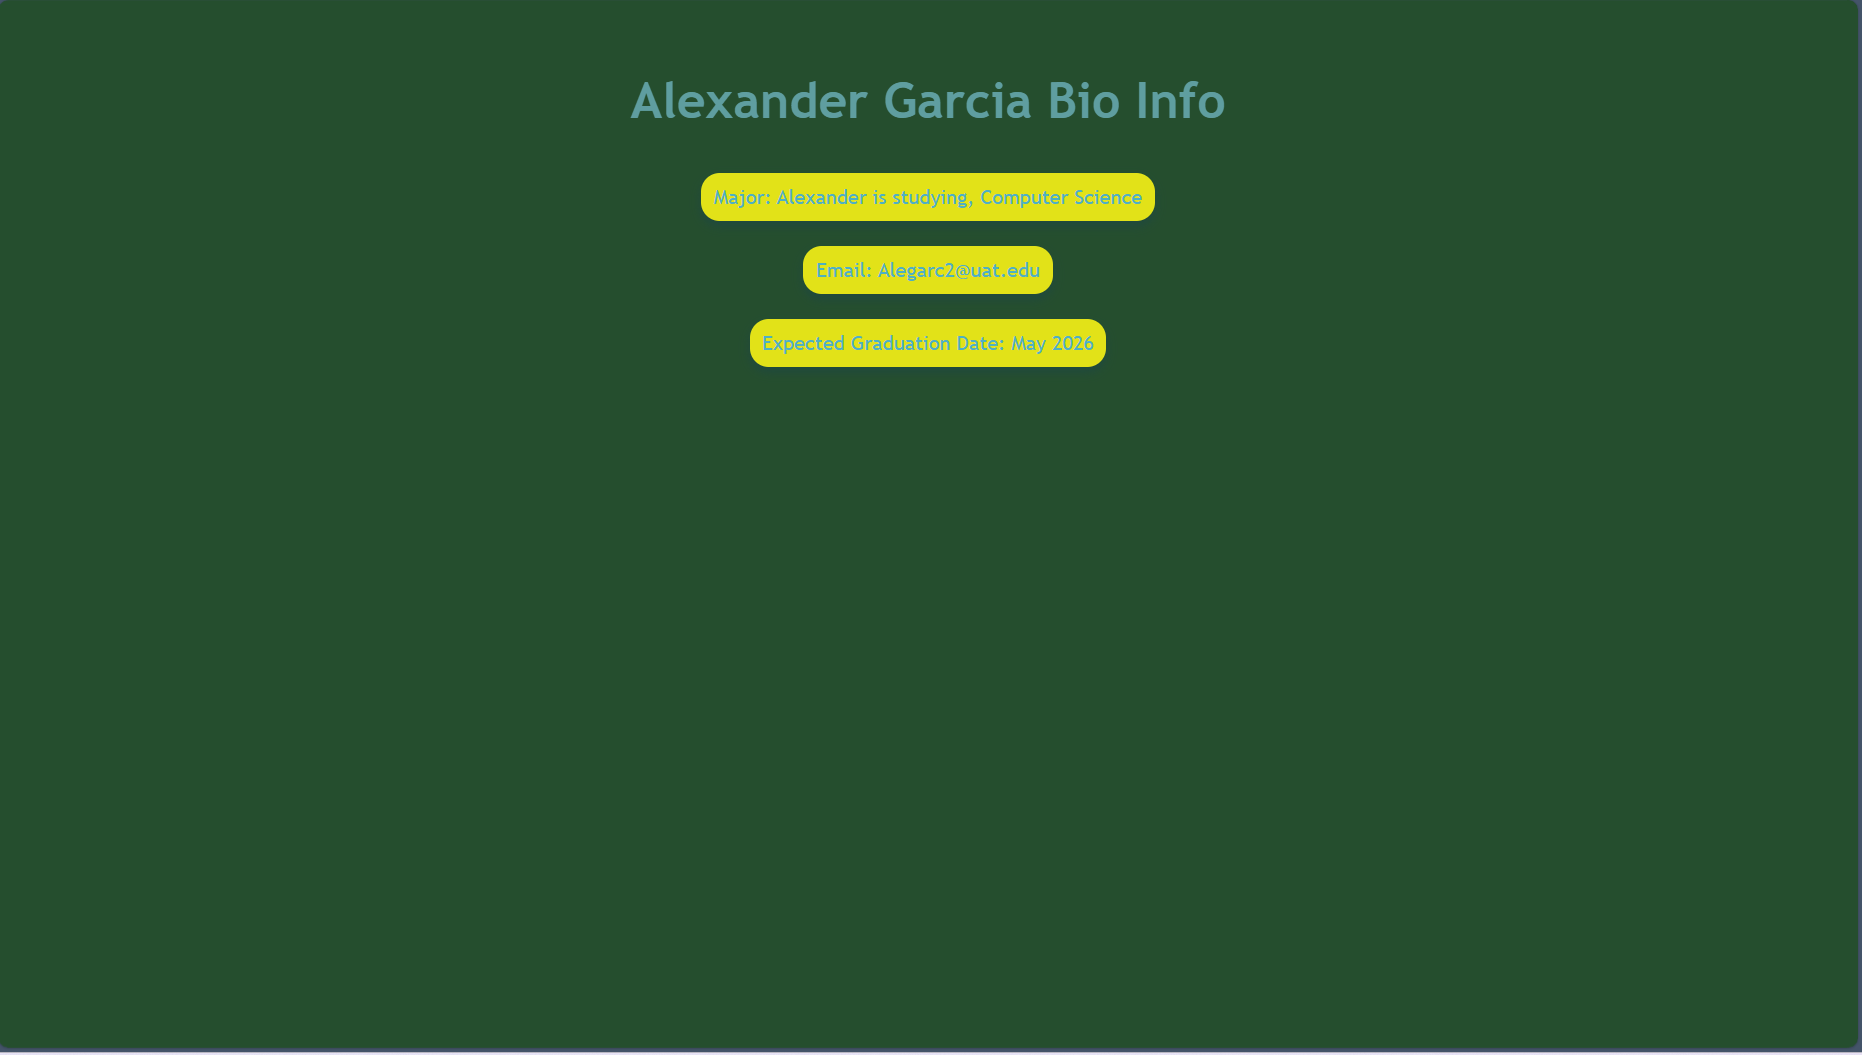 Alexander Garcia Bio Info
Major: Alexander is studying, Computer Science
Email: Alegarc2@uat.edu
Expected Graduation Date: May 2026